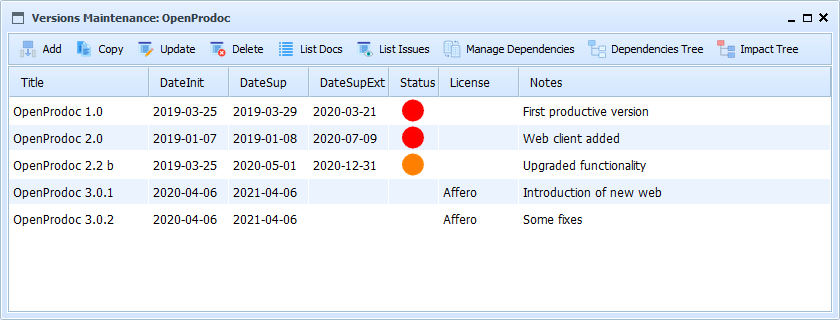 Versions Maintenance: OpenProdoc
Add Copy Update Delete List Docs List Issues Manage Dependencies Dependencies Tree Impact Tree
Title DateInit DateSup DateSupExt Status License Notes
OpenProdoc 1.0 2019-03-25 2019-03-29 2020-03-21 First productive version
OpenProdoc 2.0 2019-01-07 2019-01-08 2020-07-09 Web client added
OpenProdoc 2.2 b 2019-03-25 2020-05-01 2020-12-31 Upgraded functionality
OpenProdoc 3.0.1 2020-04-06 2021-04-06 Affero Introduction of new web
OpenProdoc 3.0.2 2020-04-06 2021-04-06 Affero Some fixes